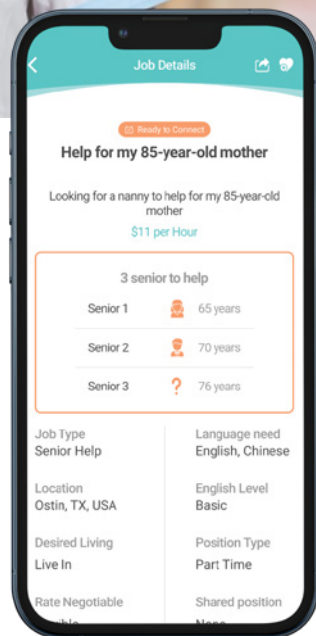 Job Details
Ready to Connect
Help for my 85-year-old mother
Looking for a nanny to help for my 85-year-old
mother
$11 per Hour
3 senior to help
Senior 1 65 years
Senior 2 70 years
Senior 3 ? 76 years
Job Type Language need
Senior Help English, Chinese
Location English Level
Ostin, TX, USA Basic
Desired Living Position Type
Live In Part Time
Rate Negotiable Shared position